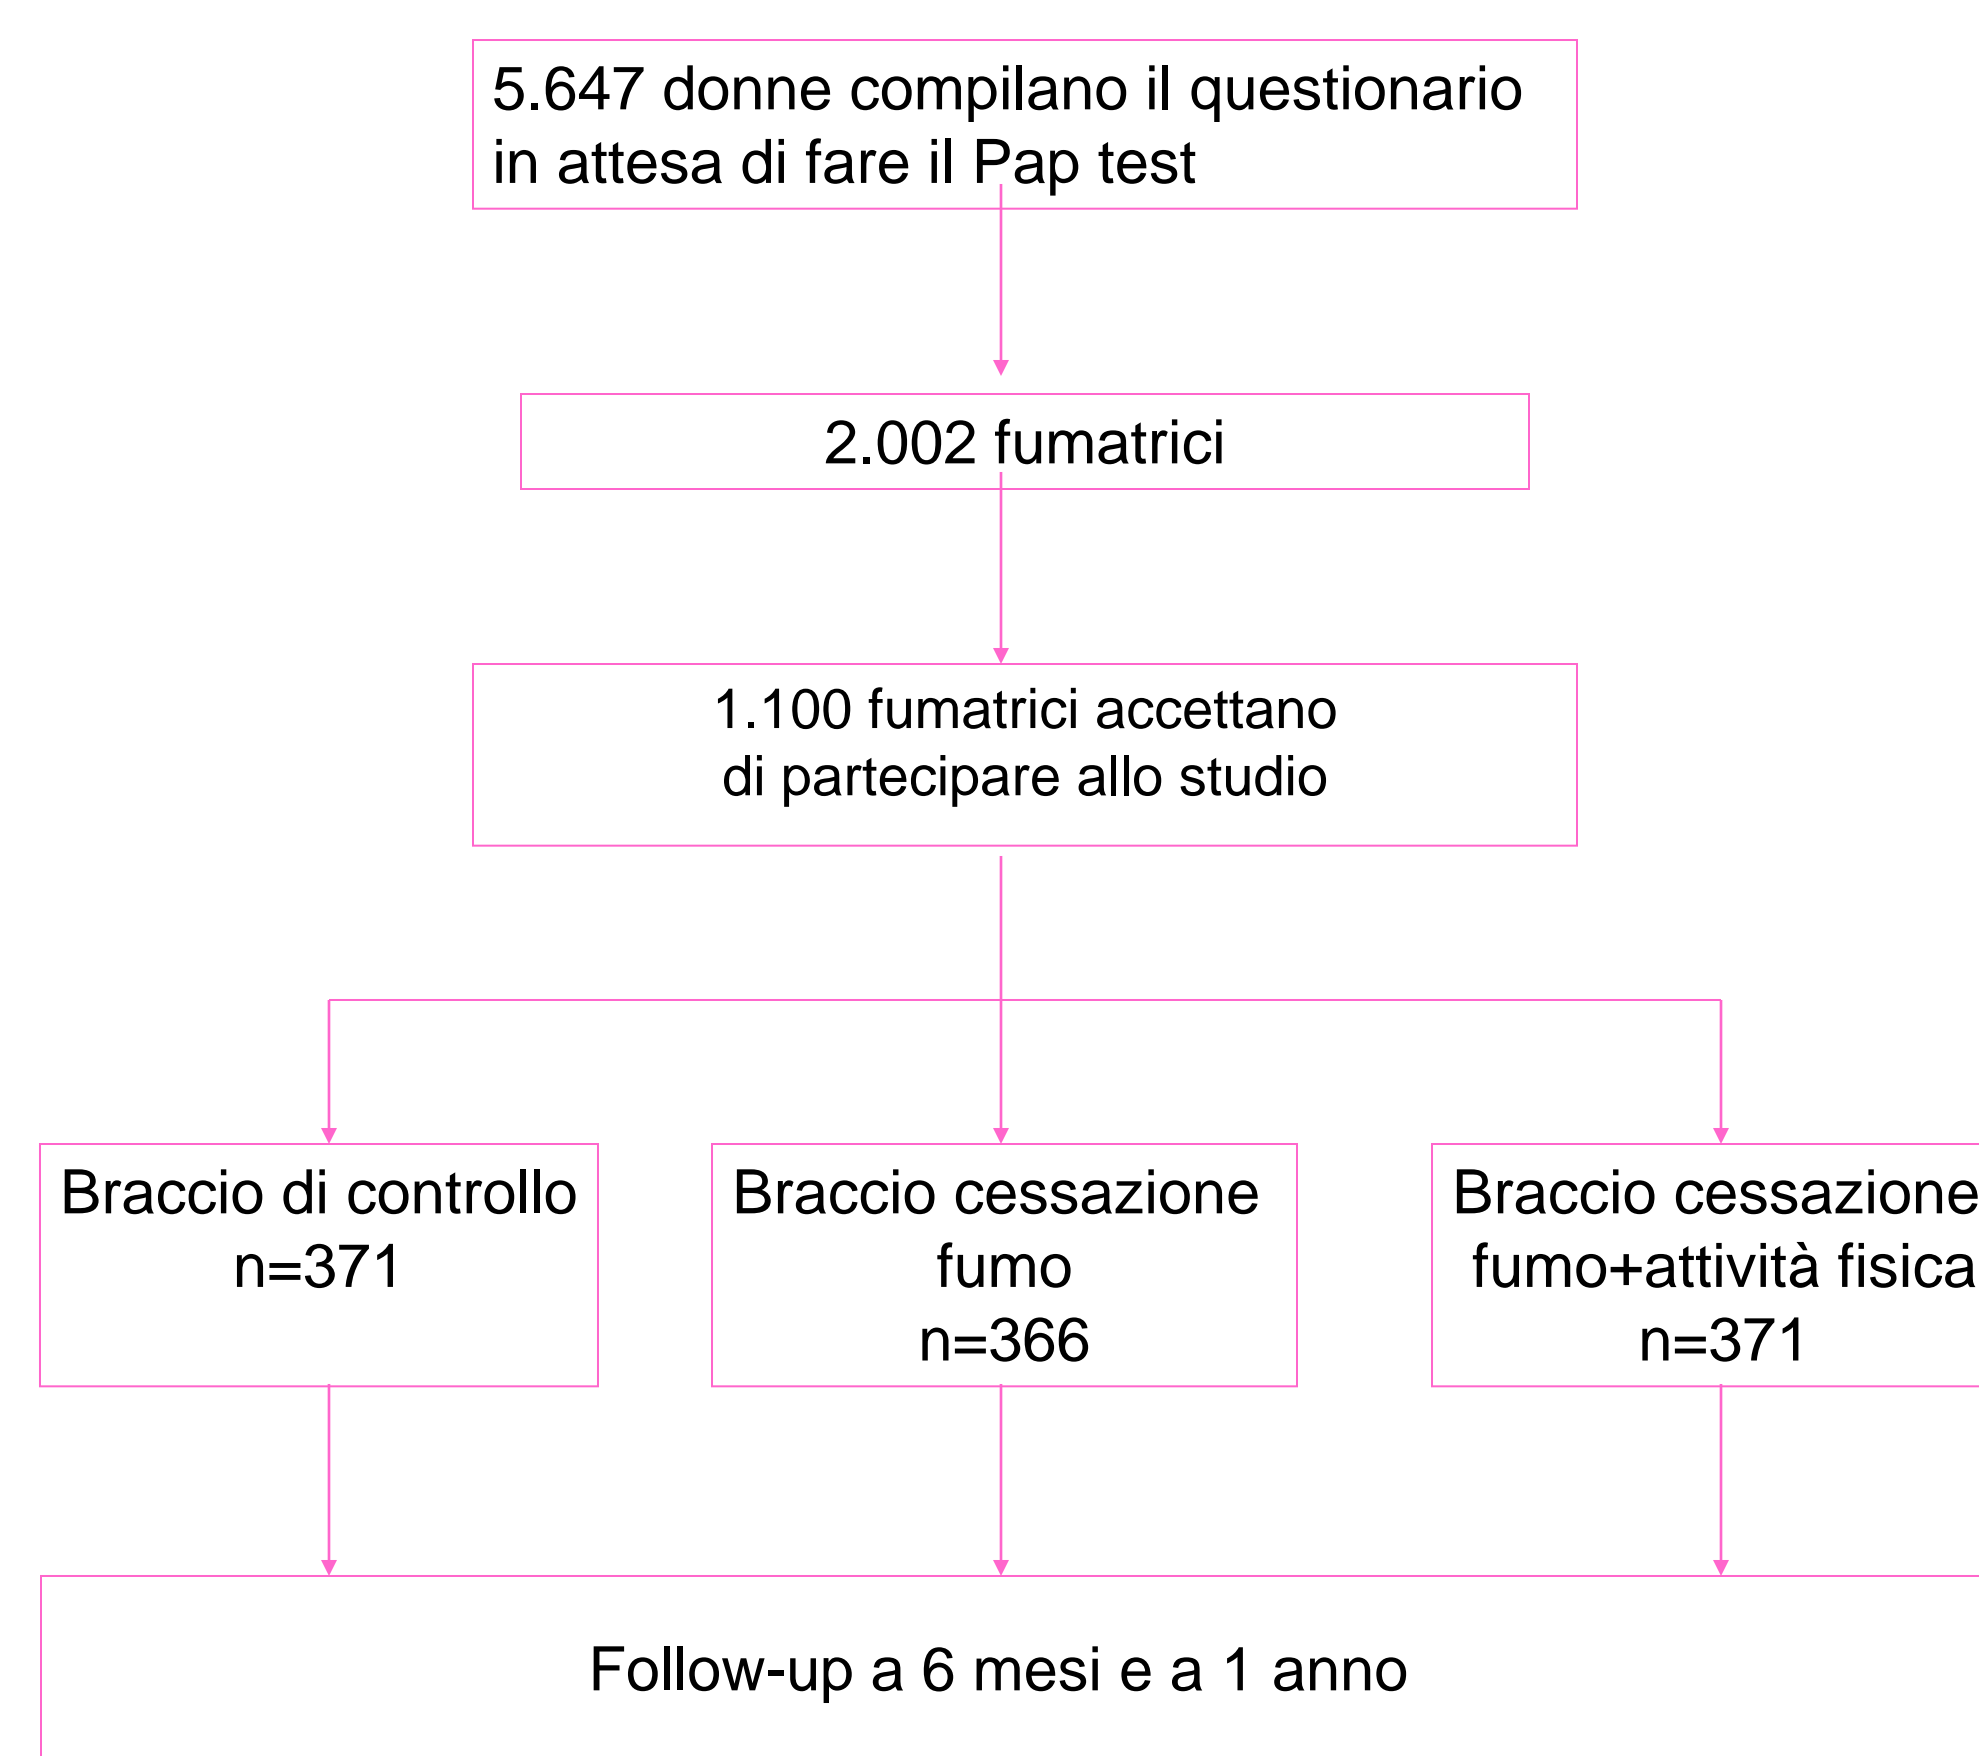 5.647 donne compilano il questionario
in attesa di fare il Pap test
2.002 fumatrici
1.100 fumatrici accettano
di partecipare allo studio
Braccio di controllo
n=371
Braccio cessazione
fumo
n=366
Braccio cessazione
fumo+attività fisica
n=371
Follow-up a 6 mesi e a 1 anno